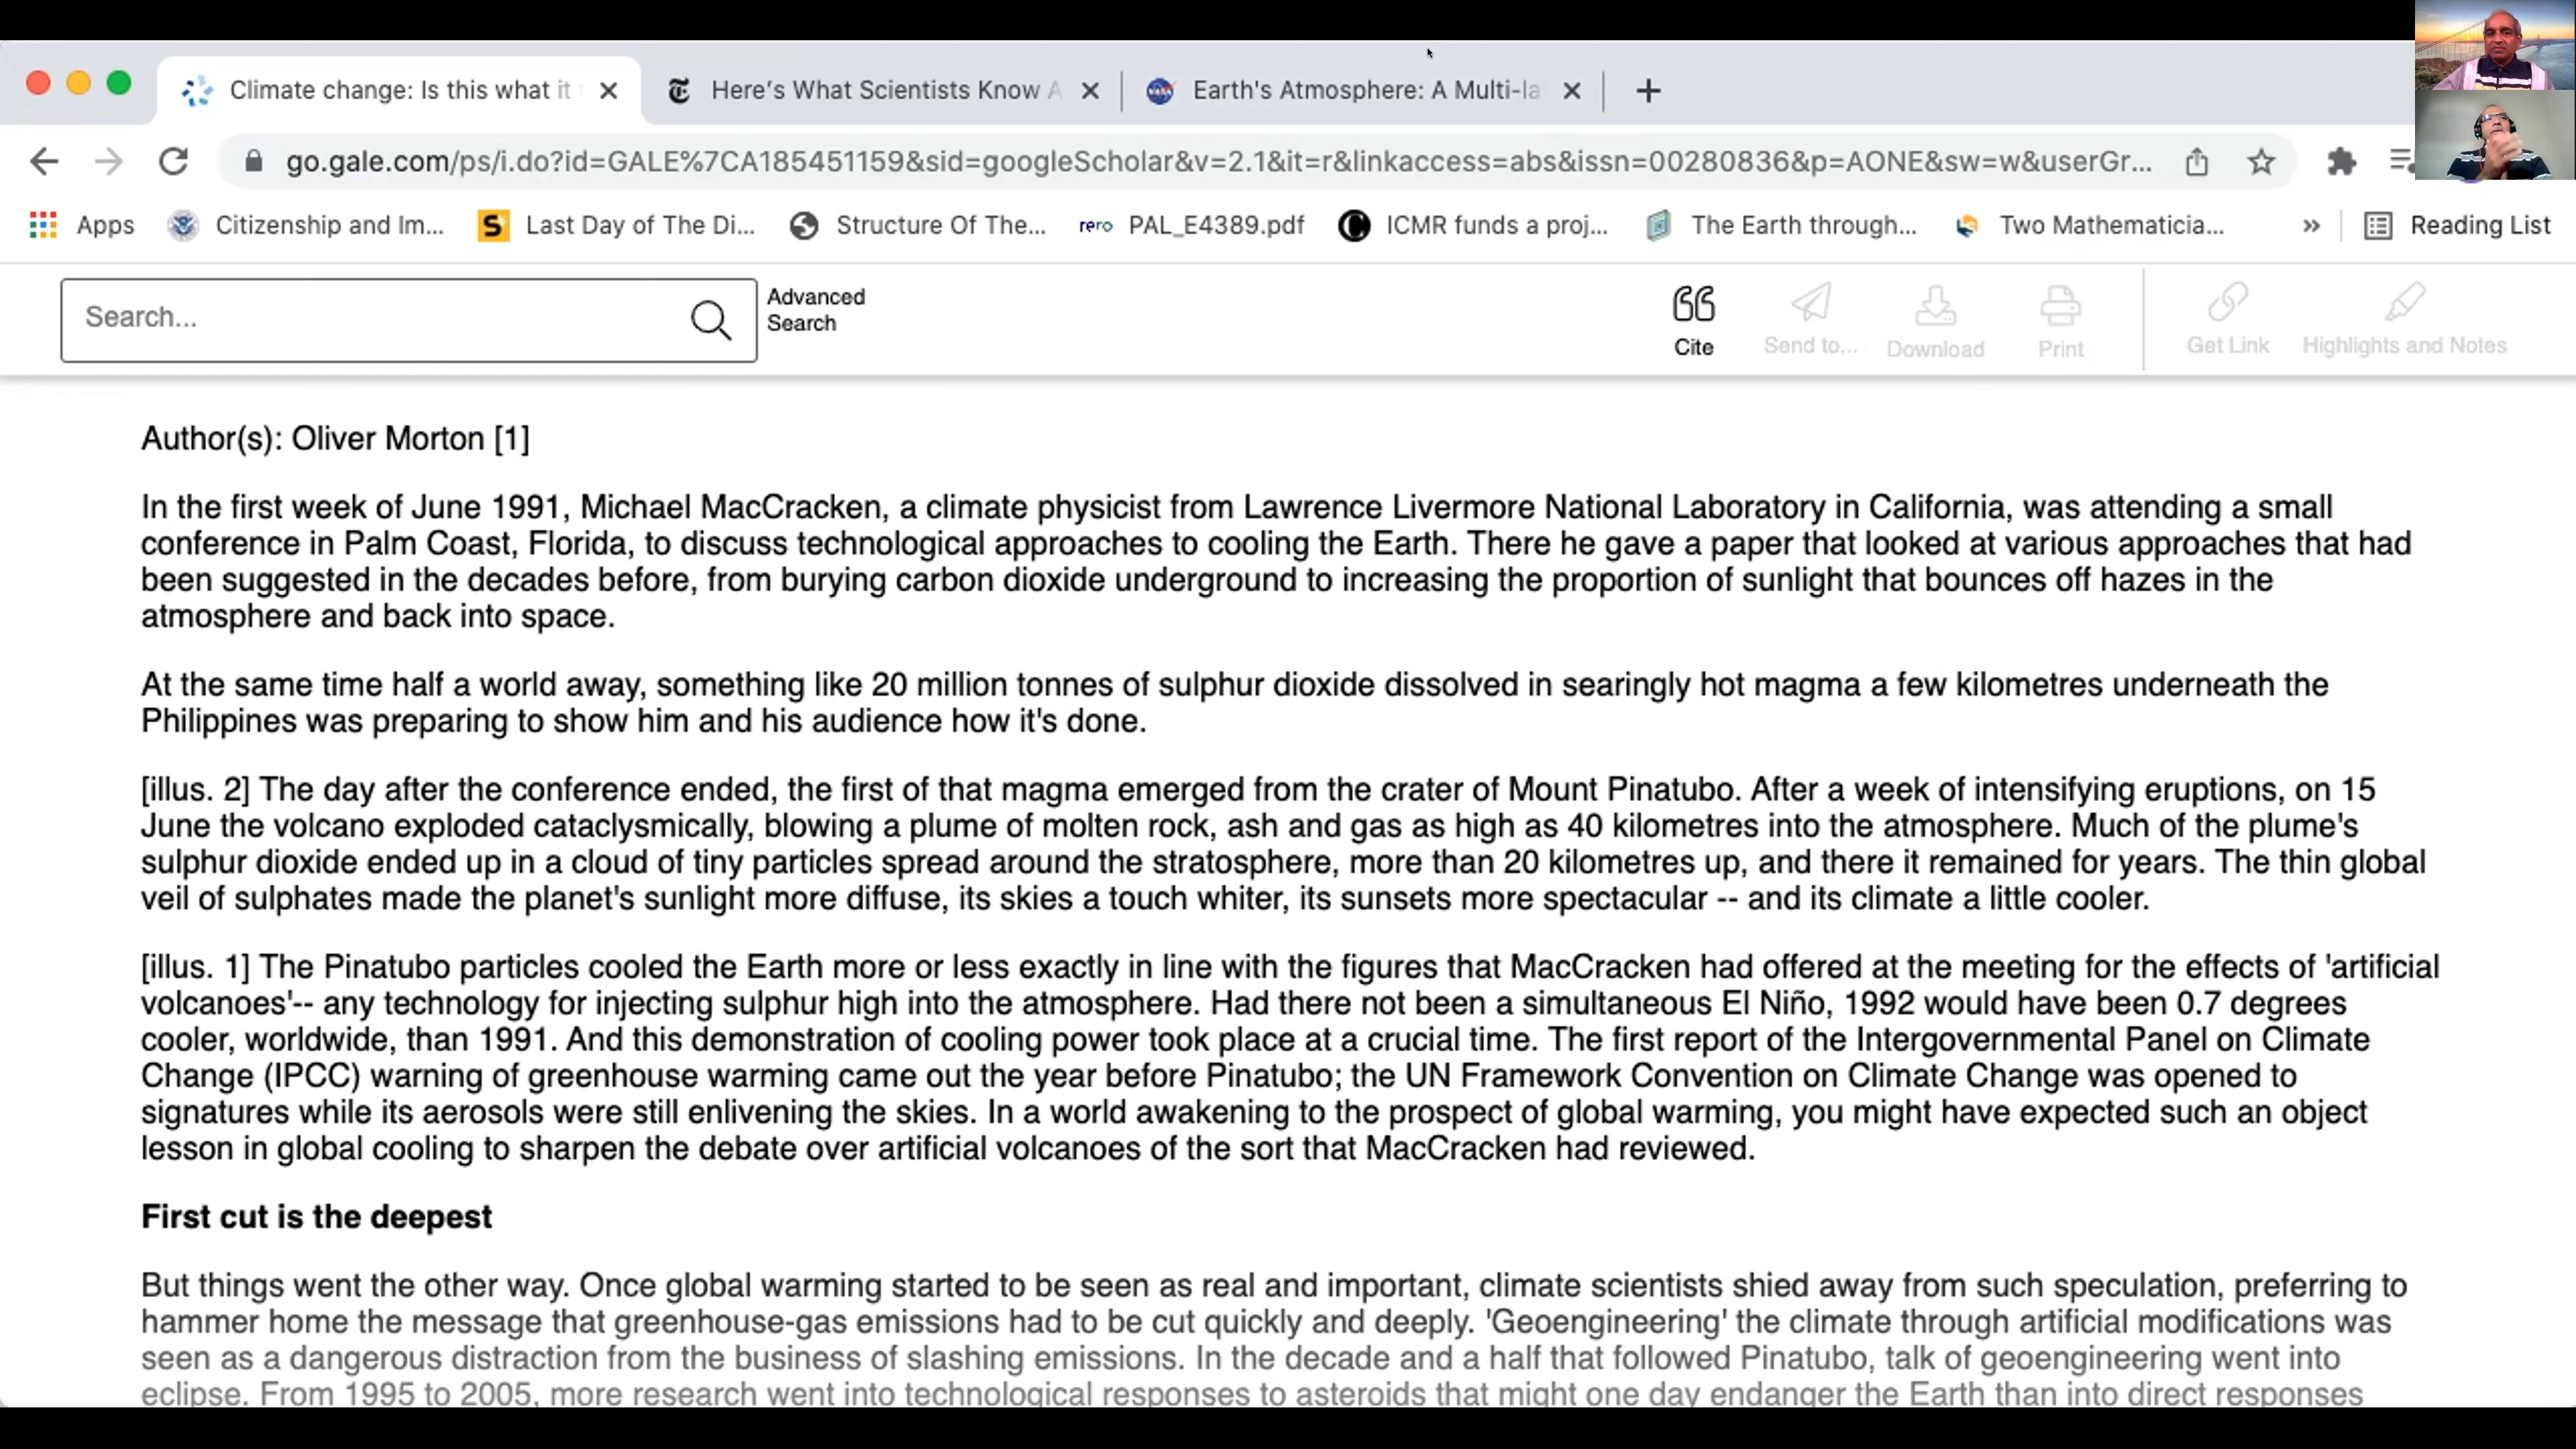 Climate change: Is this what it
Here's What Scientists Know A
Earth's Atmosphere: A Multi-la
go.gale.com/ps/i.do?id=GALE%7CA185451159&sid=googleScholar&v=2.1&it=r&linkaccess=abs&issn=00280836&p=AONE&sw=w&userGr...
Apps
Citizenship and Im...
Last Day of The Di...
Structure Of The...
rero PAL_E4389.pdf
ICMR funds a proj...
The Earth through...
Two Mathematicia...
»
Reading List
Search...
Advanced
Search
Cite
Send to...
Download
Print
Get Link
Highlights and Notes
Author(s): Oliver Morton [1]
In the first week of June 1991, Michael MacCracken, a climate physicist from Lawrence Livermore National Laboratory in California, was attending a small
conference in Palm Coast, Florida, to discuss technological approaches to cooling the Earth. There he gave a paper that looked at various approaches that had
been suggested in the decades before, from burying carbon dioxide underground to increasing the proportion of sunlight that bounces off hazes in the
atmosphere and back into space.
At the same time half a world away, something like 20 million tonnes of sulphur dioxide dissolved in searingly hot magma a few kilometres underneath the
Philippines was preparing to show him and his audience how it's done.
[illus. 2] The day after the conference ended, the first of that magma emerged from the crater of Mount Pinatubo. After a week of intensifying eruptions, on 15
June the volcano exploded cataclysmically, blowing a plume of molten rock, ash and gas as high as 40 kilometres into the atmosphere. Much of the plume's
sulphur dioxide ended up in a cloud of tiny particles spread around the stratosphere, more than 20 kilometres up, and there it remained for years. The thin global
veil of sulphates made the planet's sunlight more diffuse, its skies a touch whiter, its sunsets more spectacular -- and its climate a little cooler.
[illus. 1] The Pinatubo particles cooled the Earth more or less exactly in line with the figures that MacCracken had offered at the meeting for the effects of 'artificial
volcanoes'-- any technology for injecting sulphur high into the atmosphere. Had there not been a simultaneous El Niño, 1992 would have been 0.7 degrees
cooler, worldwide, than 1991. And this demonstration of cooling power took place at a crucial time. The first report of the Intergovernmental Panel on Climate
Change (IPCC) warning of greenhouse warming came out the year before Pinatubo; the UN Framework Convention on Climate Change was opened to
signatures while its aerosols were still enlivening the skies. In a world awakening to the prospect of global warming, you might have expected such an object
lesson in global cooling to sharpen the debate over artificial volcanoes of the sort that MacCracken had reviewed.
First cut is the deepest
But things went the other way. Once global warming started to be seen as real and important, climate scientists shied away from such speculation, preferring to
hammer home the message that greenhouse-gas emissions had to be cut quickly and deeply. 'Geoengineering' the climate through artificial modifications was
seen as a dangerous distraction from the business of slashing emissions. In the decade and a half that followed Pinatubo, talk of geoengineering went into
eclipse. From 1995 to 2005, more research went into technological responses to asteroids that might one day endanger the Earth than into direct responses